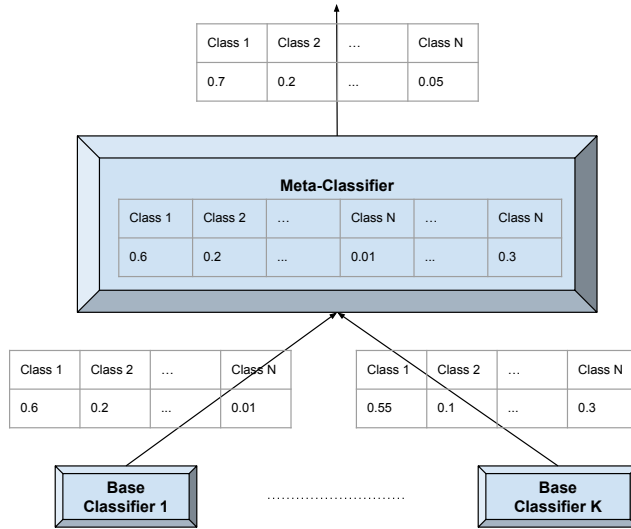 Class 1 Class 2 … Class N
0.7 0.2 ... 0.05
Meta-Classifier
Class 1 Class 2 … Class N … Class N
0.6 0.2 ... 0.01 ... 0.3
Class 1 Class 2 … Class N
0.6 0.2 ... 0.01
Class 1 Class 2 … Class N
0.55 0.1 ... 0.3
Base
Classifier 1
Base
Classifier K